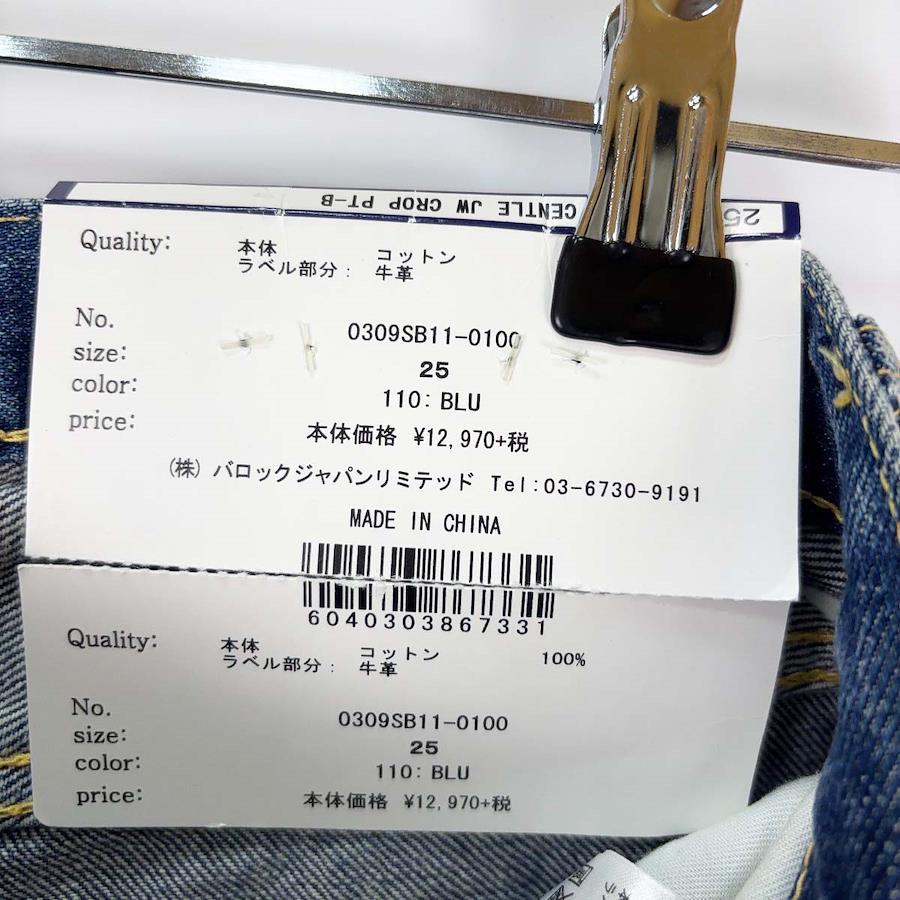 25
GENTLE JW CROP PT-B
Quality: 本体 コットン
ラベル部分: 牛革
No. 0309SB11-0100
size: 25
color: 110: BLU
price: 本体価格 ¥12,970+税
(株) バロックジャパンリミテッド Tel:03-6730-9191
MADE IN CHINA
6040303867331
Quality: 本体 コットン 100%
ラベル部分: 牛革
No. 0309SB11-0100
size: 25
color: 110: BLU
price: 本体価格 ¥12,970+税